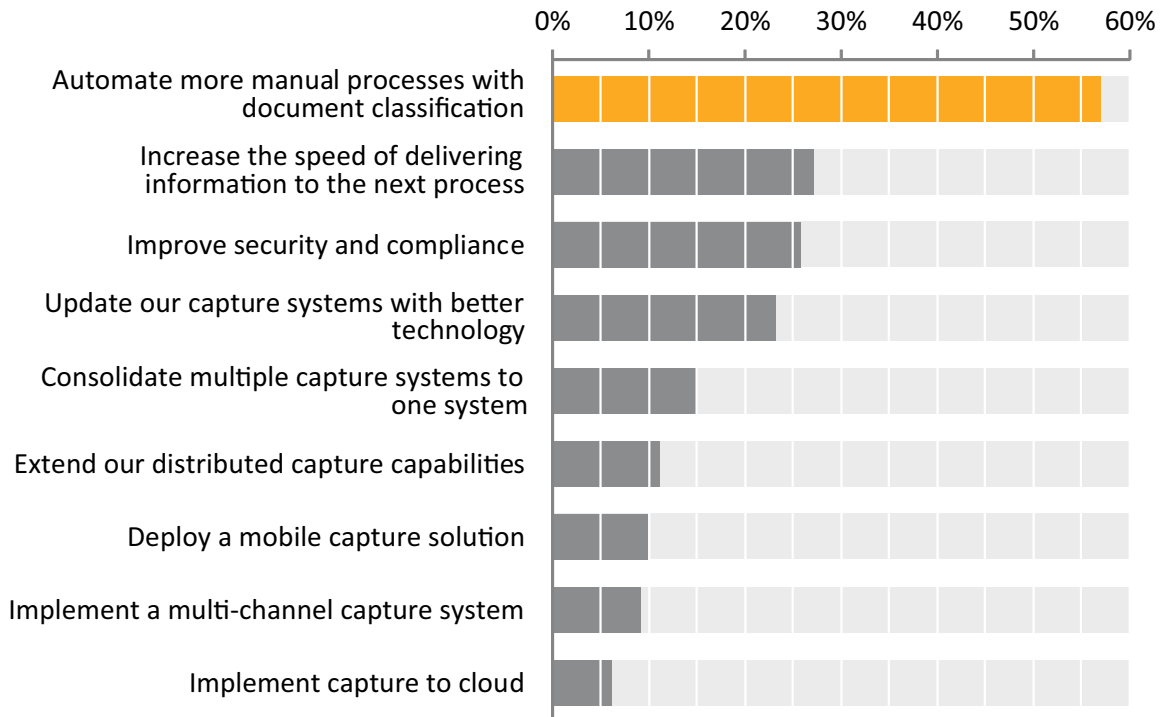 0% 10% 20% 30% 40% 50% 60%
Automate more manual processes with
document classification
Increase the speed of delivering
information to the next process
Improve security and compliance
Update our capture systems with better
technology
Consolidate multiple capture systems to
one system
Extend our distributed capture capabilities
Deploy a mobile capture solution
Implement a multi-channel capture system
Implement capture to cloud